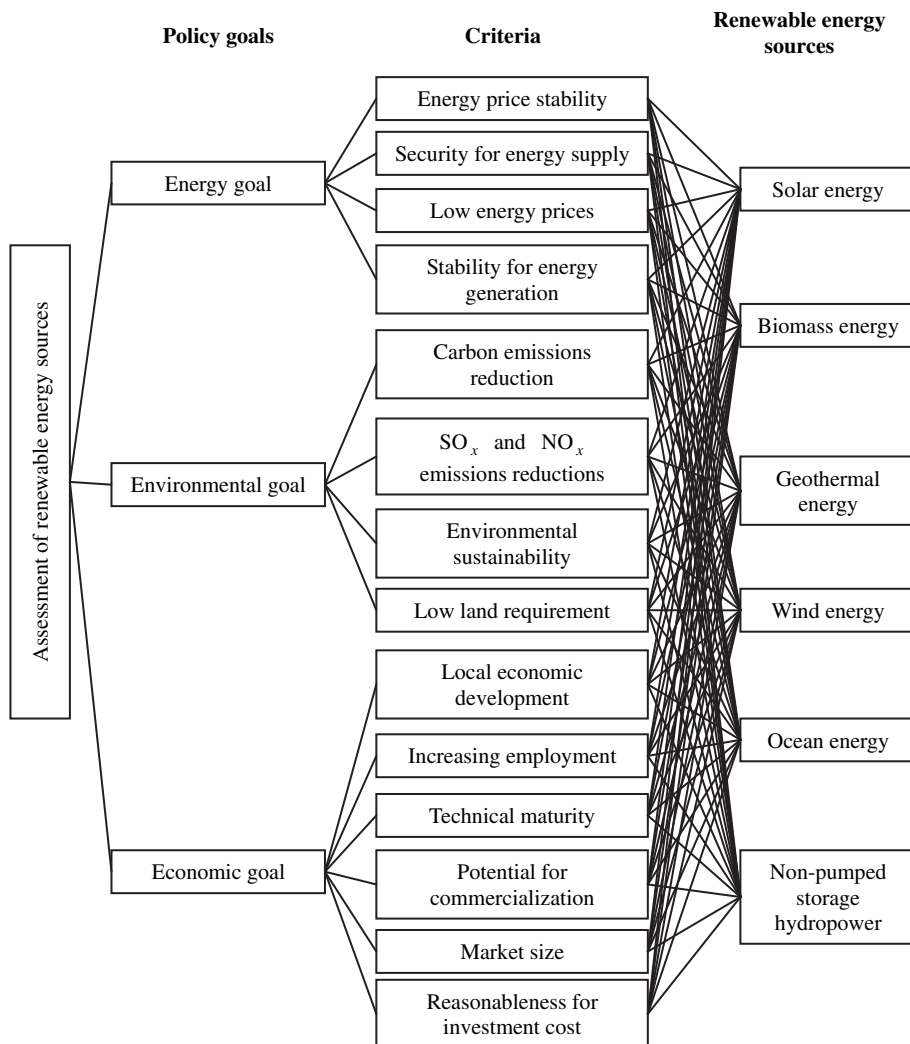 Policy goals
Criteria
Renewable energy
sources
Assessment of renewable energy sources
Energy goal
Environmental goal
Economic goal
Energy price stability
Security for energy supply
Low energy prices
Stability for energy
generation
Carbon emissions
reduction
SOx and NOx
emissions reductions
Environmental
sustainability
Low land requirement
Local economic
development
Increasing employment
Technical maturity
Potential for
commercialization
Market size
Reasonableness for
investment cost
Solar energy
Biomass energy
Geothermal
energy
Wind energy
Ocean energy
Non-pumped
storage
hydropower